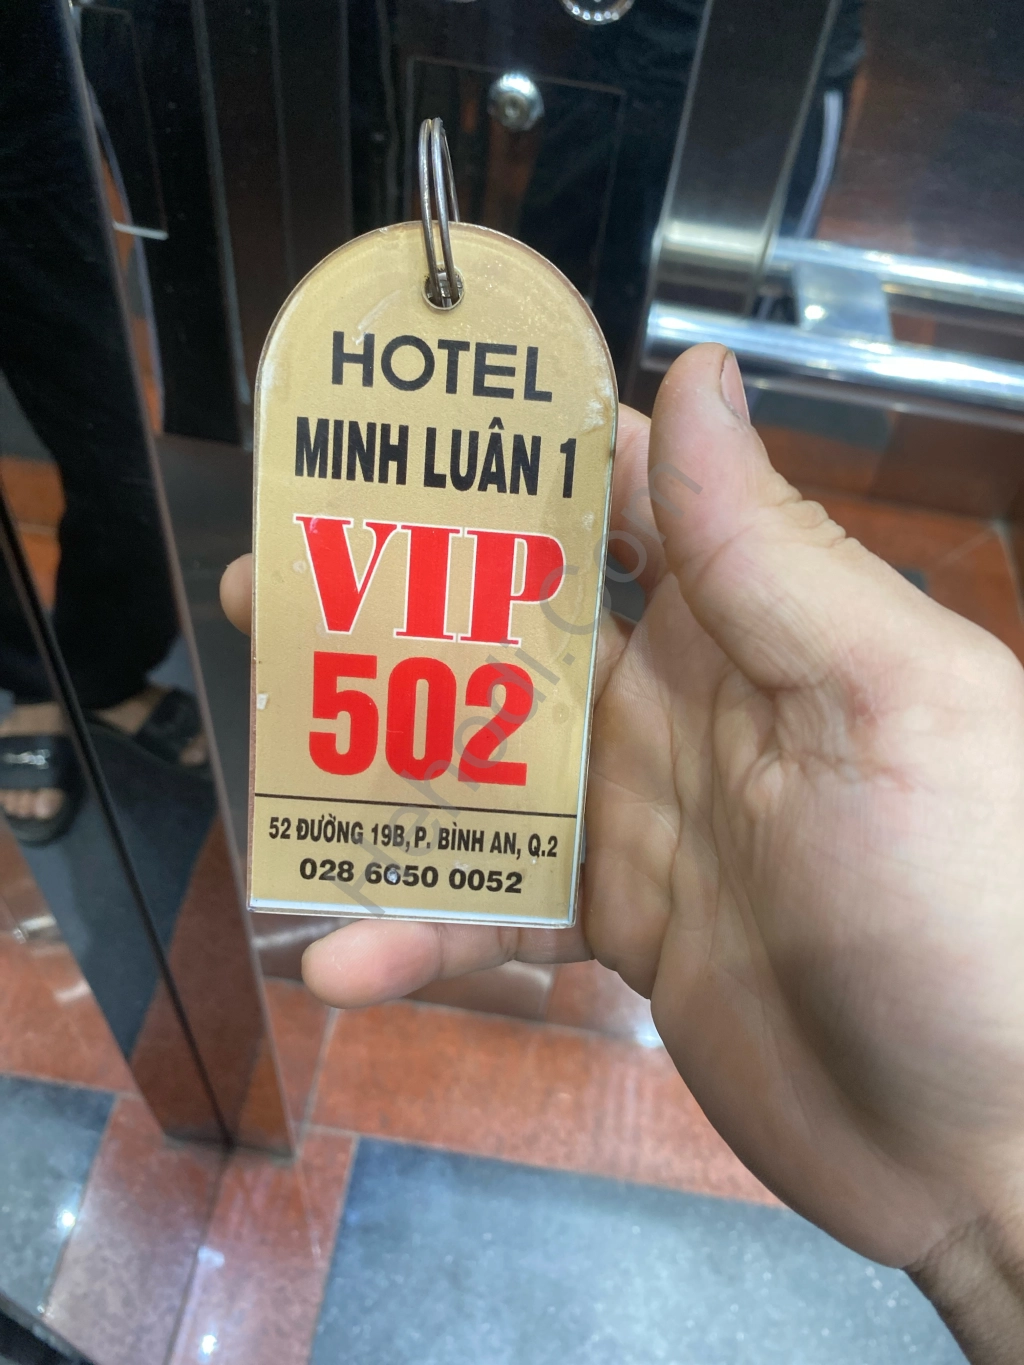 HOTEL
MINH LUÂN 1
VIP
502
52 ĐƯỜNG 19B, P. BÌNH AN, Q.2
028 6650 0052